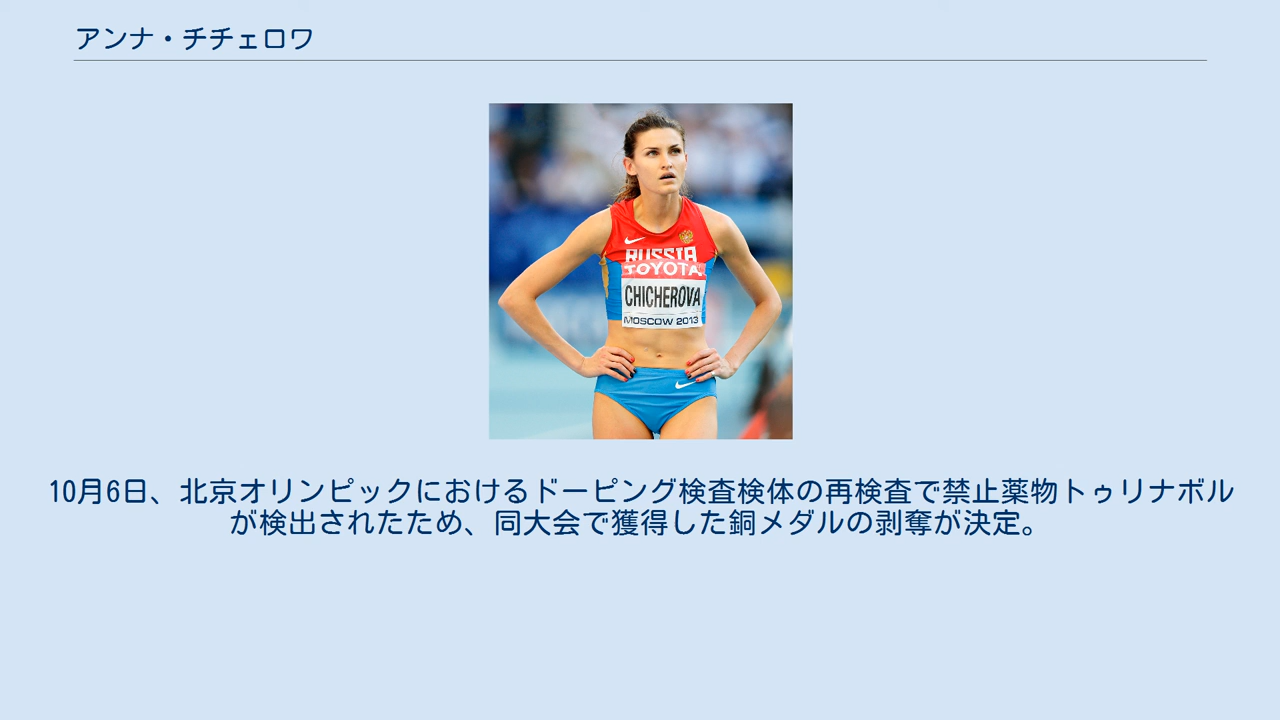 アンナ・チチェロワ
RUSSIA
TOYOTA
CHICHEROVA
MOSCOW 2013
10月6日、北京オリンピックにおけるドーピング検査検体の再検査で禁止薬物トゥリナボル
が検出されたため、同大会で獲得した銅メダルの剥奪が決定。